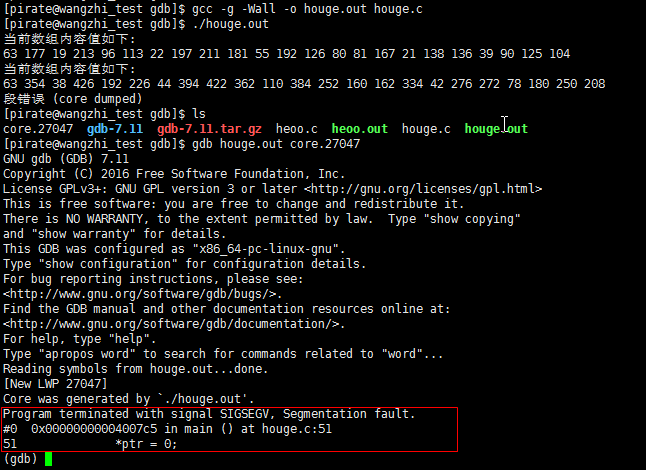 [pirate@wangzhi_test gdb]$ gcc -g -Wall -o houge.out houge.c
[pirate@wangzhi_test gdb]$ ./houge.out
当前数组内容值如下:
63 177 19 213 96 113 22 197 211 181 55 192 126 80 81 167 21 138 136 39 90 125 104
当前数组内容值如下:
63 354 38 426 192 226 44 394 422 362 110 384 252 160 162 334 42 276 272 78 180 250 208
段错误 (core dumped)
[pirate@wangzhi_test gdb]$ ls
core.27047  gdb-7.11  gdb-7.11.tar.gz  heoo.c  heoo.out  houge.c  houge.out
[pirate@wangzhi_test gdb]$ gdb houge.out core.27047
GNU gdb (GDB) 7.11
Copyright (C) 2016 Free Software Foundation, Inc.
License GPLv3+: GNU GPL version 3 or later <http://gnu.org/licenses/gpl.html>
This is free software: you are free to change and redistribute it.
There is NO WARRANTY, to the extent permitted by law.  Type "show copying"
and "show warranty" for details.
This GDB was configured as "x86_64-pc-linux-gnu".
Type "show configuration" for configuration details.
For bug reporting instructions, please see:
<http://www.gnu.org/software/gdb/bugs/>.
Find the GDB manual and other documentation resources online at:
<http://www.gnu.org/software/gdb/documentation/>.
For help, type "help".
Type "apropos word" to search for commands related to "word"...
Reading symbols from houge.out...done.
[New LWP 27047]
Core was generated by `./houge.out'.
Program terminated with signal SIGSEGV, Segmentation fault.
#0  0x00000000004007c5 in main () at houge.c:51
51              *ptr = 0;
(gdb)